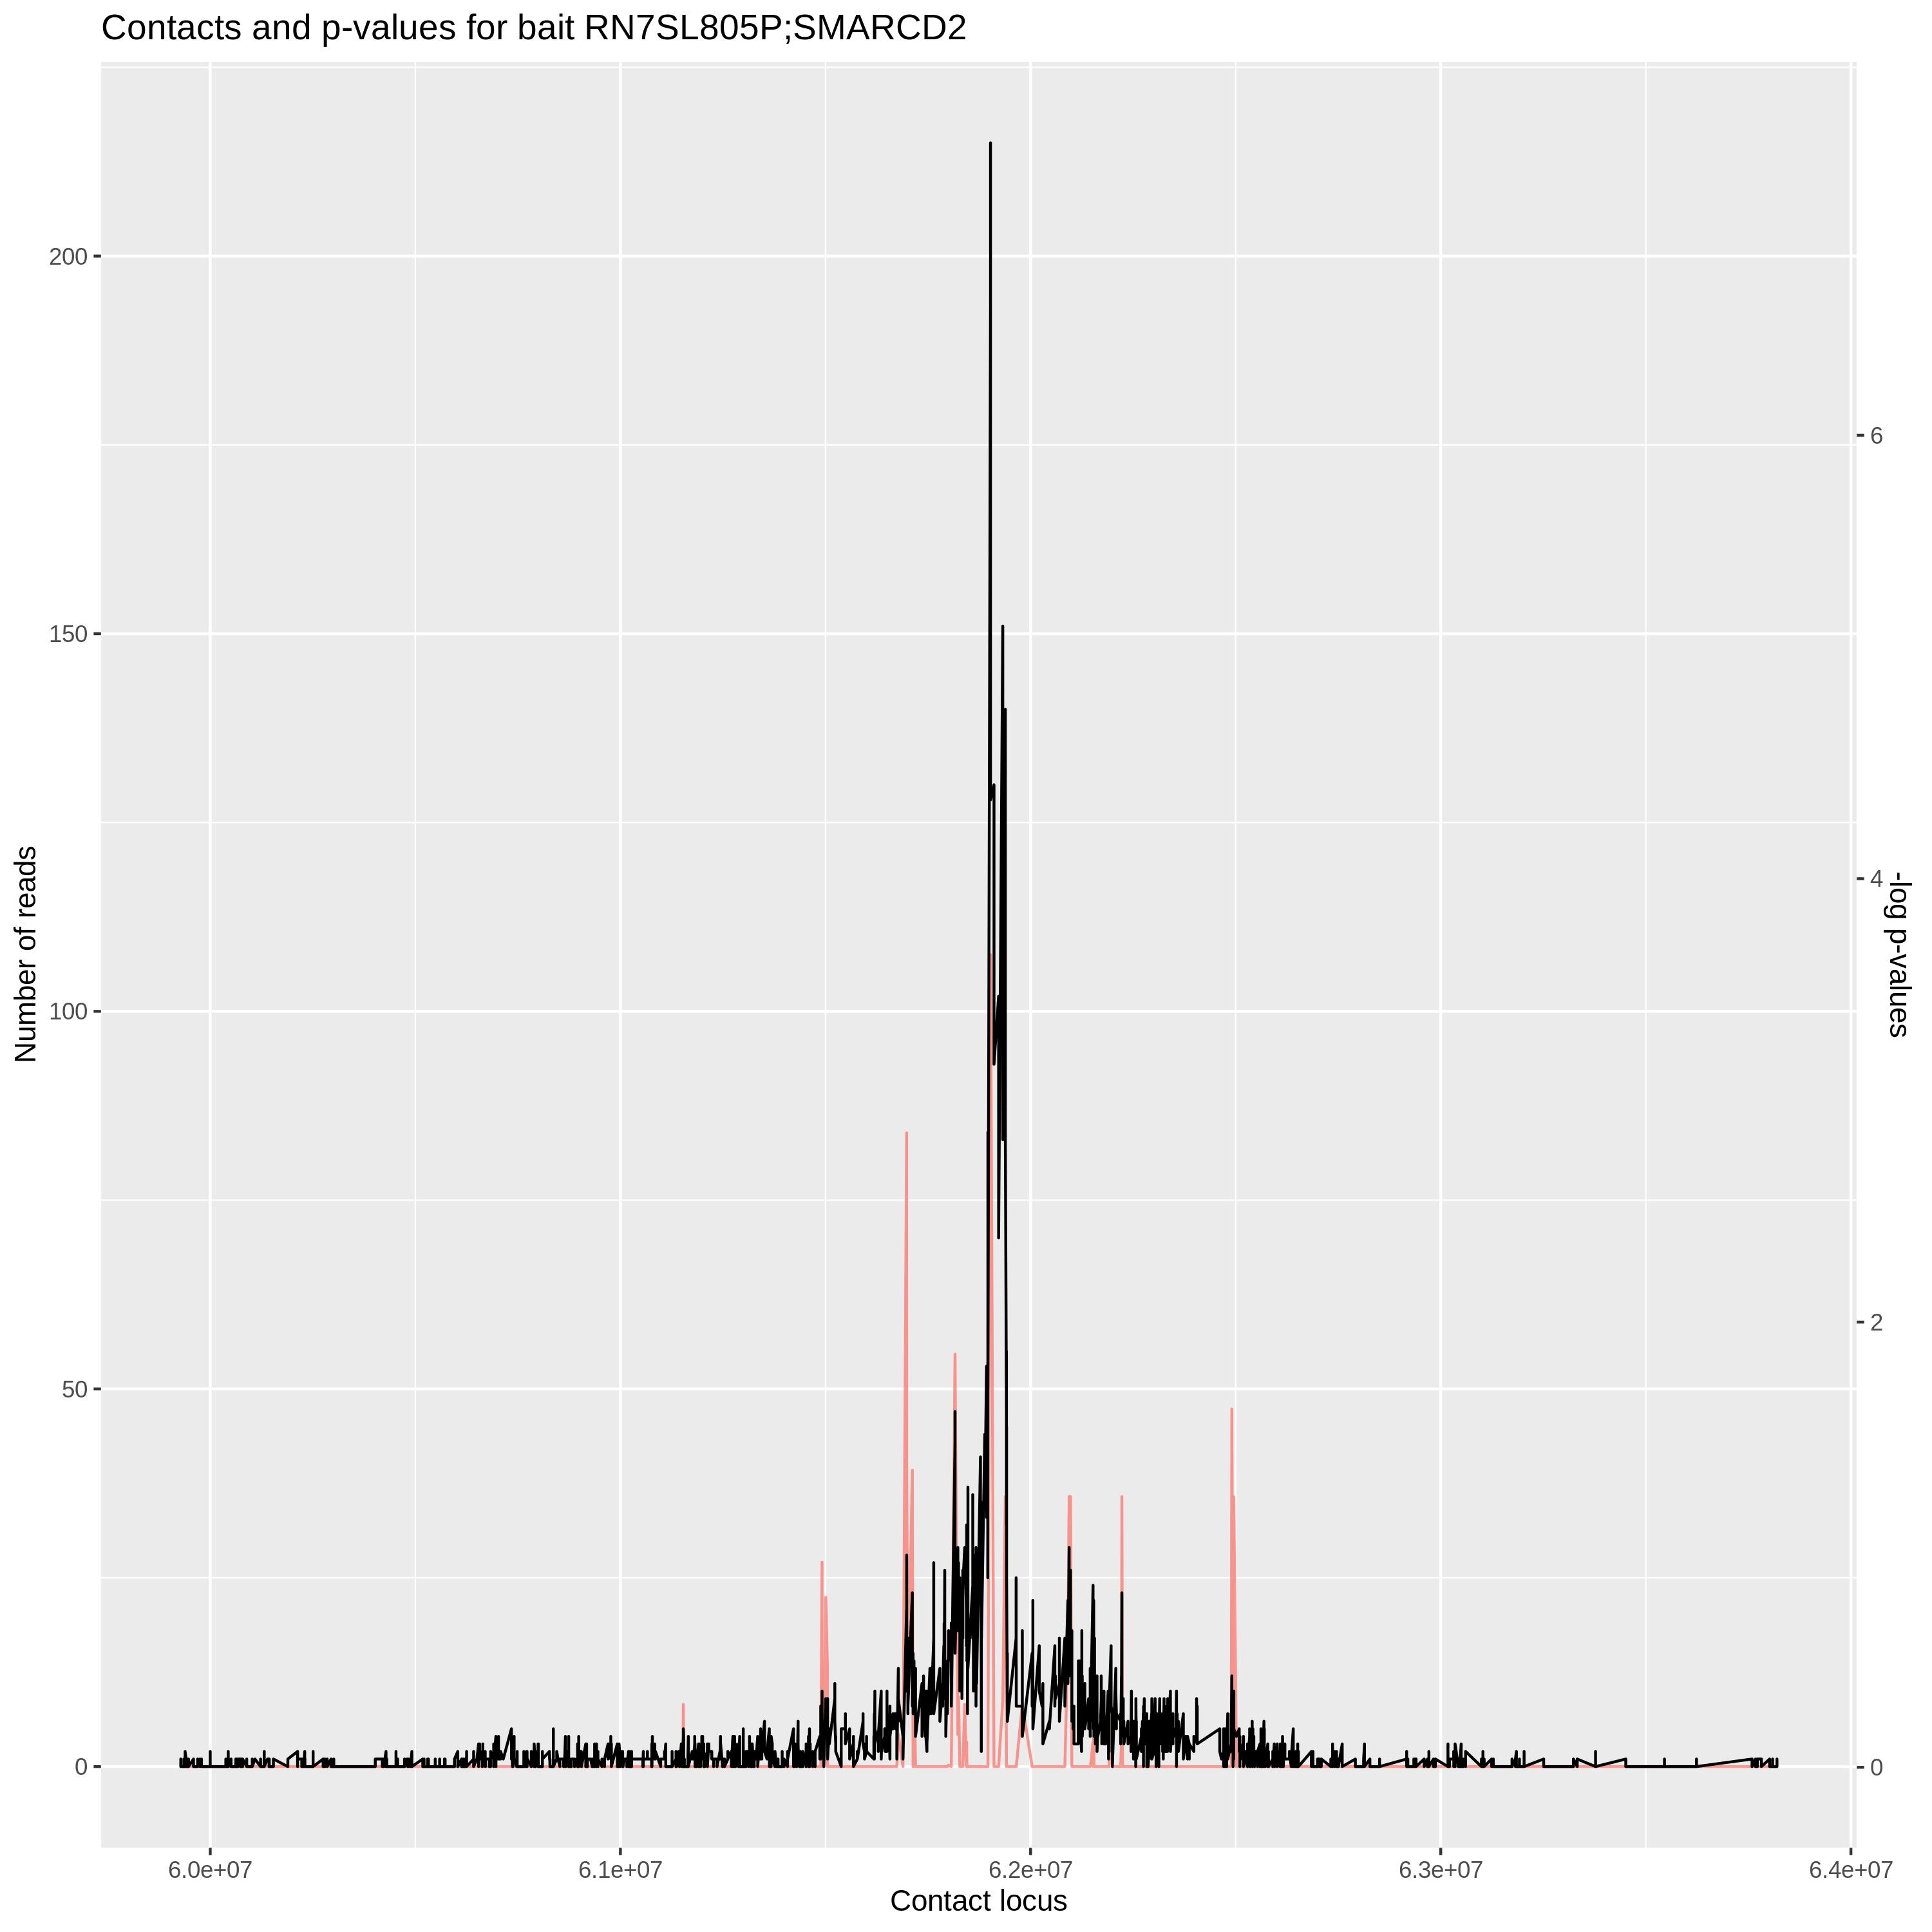 Contacts and p-values for bait RN7SL805P;SMARCD2
200
150
100
50
0
Number of reads
6
4
2
0
-log p-values
6.0e+07
6.1e+07
6.2e+07
6.3e+07
6.4e+07
Contact locus